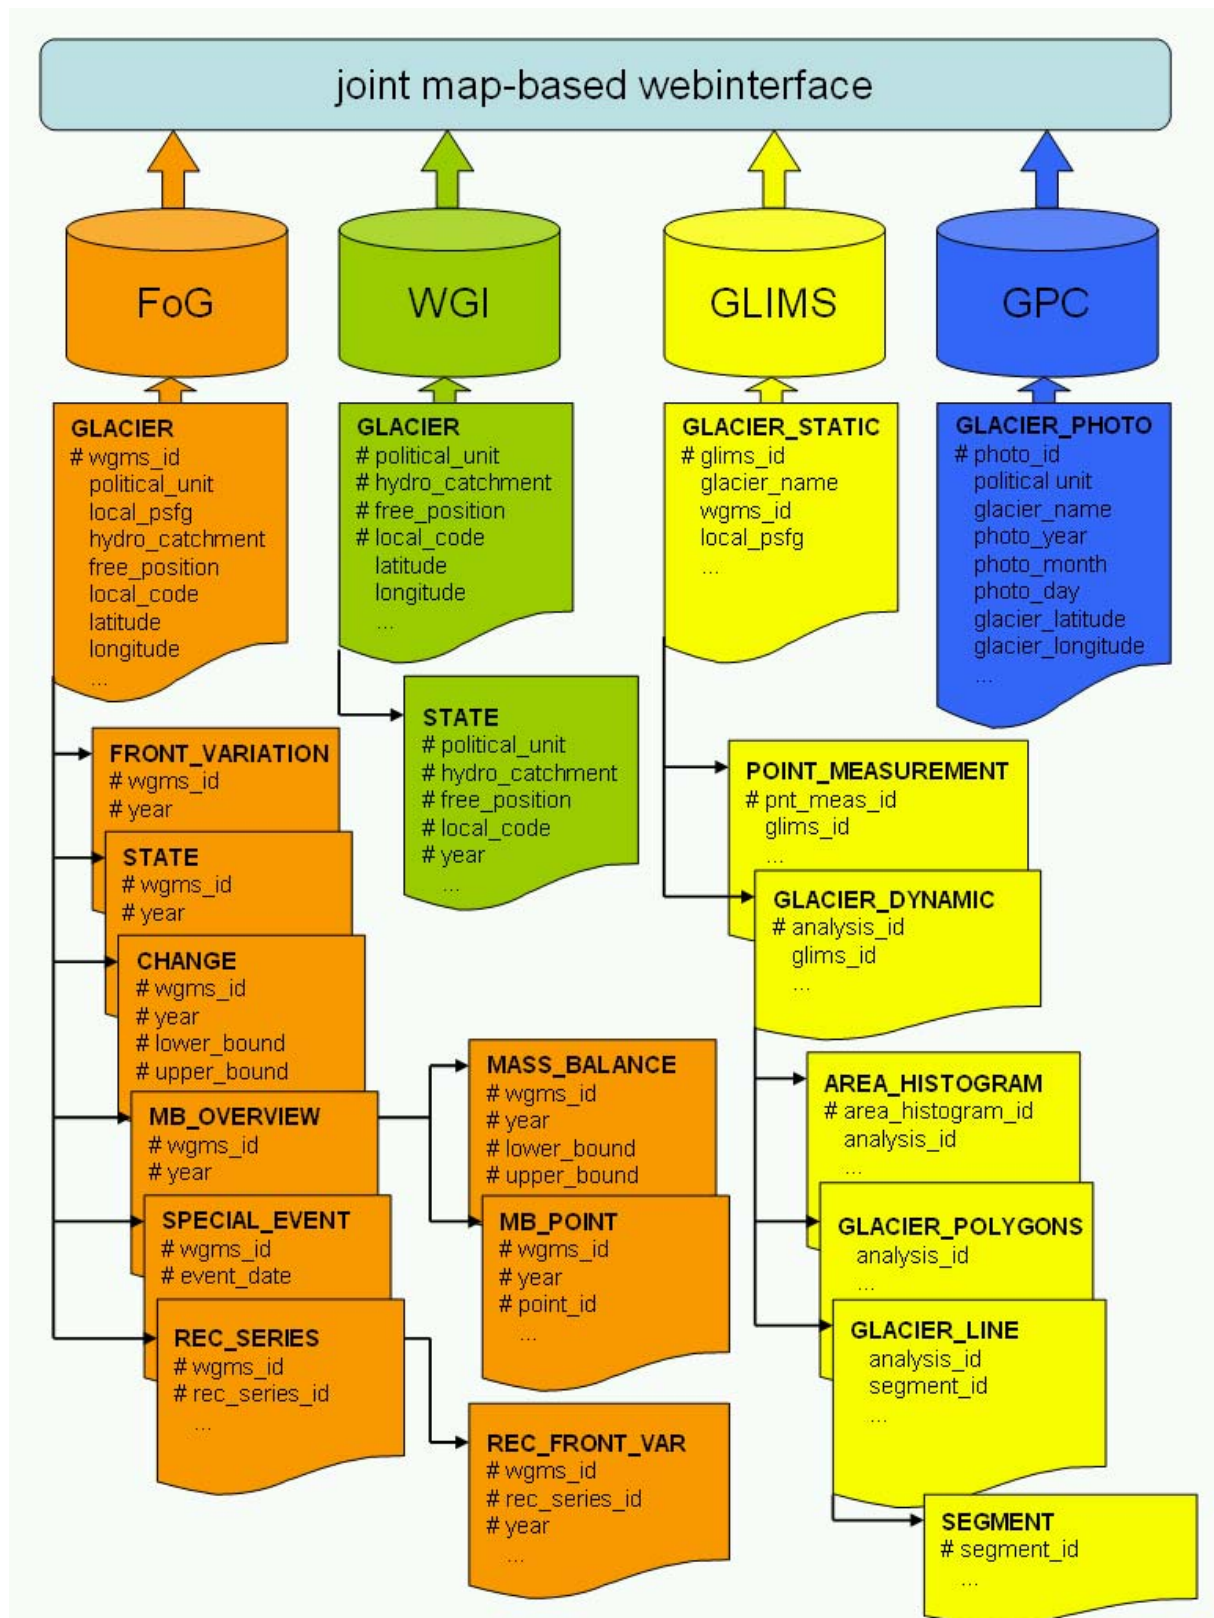 joint map-based webinterface
FoG
WGI
GLIMS
GPC
GLACIER
# wgms_id
political_unit
local_psfg
hydro_catchment
free_position
local_code
latitude
longitude
...
GLACIER
# political_unit
# hydro_catchment
# free_position
# local_code
latitude
longitude
...
GLACIER_STATIC
# glims_id
glacier_name
wgms_id
local_psfg
...
GLACIER_PHOTO
# photo_id
political unit
glacier_name
photo_year
photo_month
photo_day
glacier_latitude
glacier_longitude
...
FRONT_VARIATION
# wgms_id
# year
STATE
# wgms_id
# year
CHANGE
# wgms_id
# year
# lower_bound
# upper_bound
MB_OVERVIEW
# wgms_id
# year
SPECIAL_EVENT
# wgms_id
# event_date
REC_SERIES
# wgms_id
# rec_series_id
...
MASS_BALANCE
# wgms_id
# year
# lower_bound
# upper_bound
MB_POINT
# wgms_id
# year
# point_id
...
REC_FRONT_VAR
# wgms_id
# rec_series_id
# year
...
STATE
# political_unit
# hydro_catchment
# free_position
# local_code
# year
...
POINT_MEASUREMENT
# pnt_meas_id
glims_id
...
GLACIER_DYNAMIC
# analysis_id
glims_id
...
AREA_HISTOGRAM
# area_histogram_id
analysis_id
...
GLACIER_POLYGONS
analysis_id
...
GLACIER_LINE
analysis_id
segment_id
...
SEGMENT
# segment_id
...